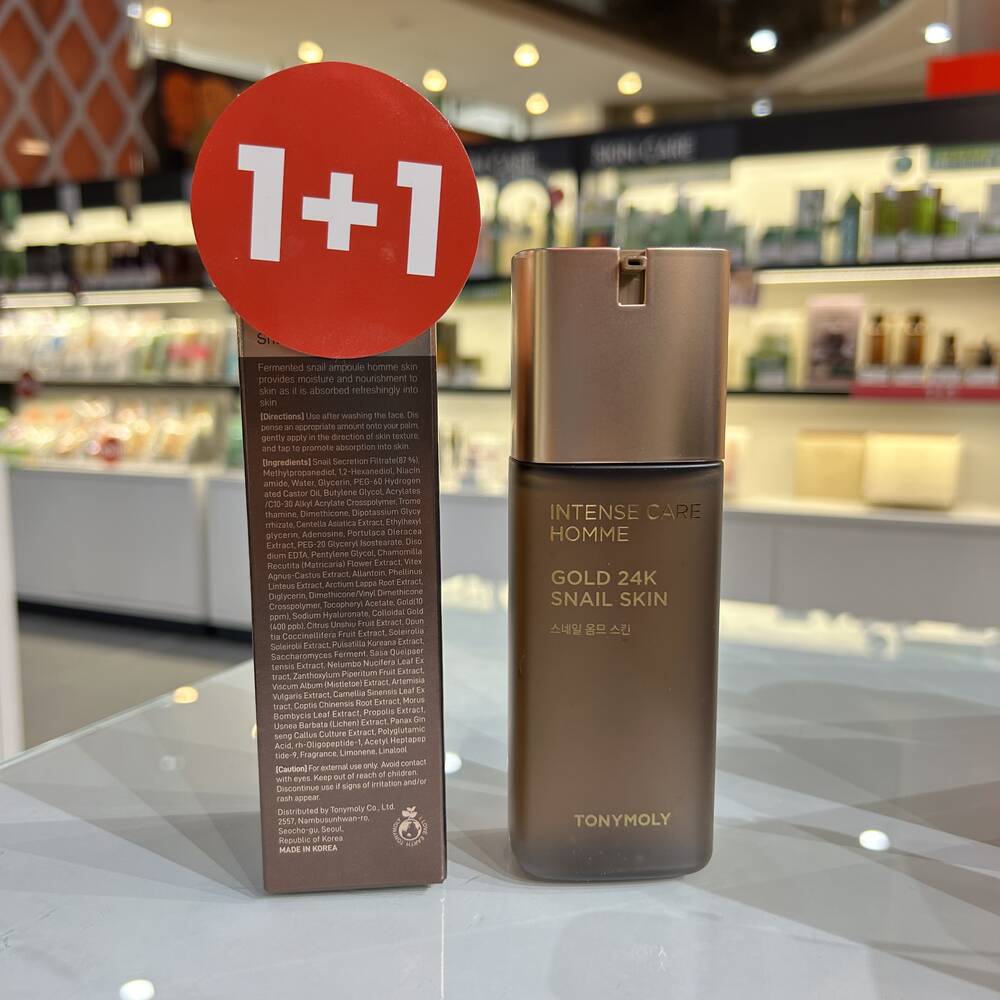 1+1
Fermented snail ampoule homme skin
provides moisture and nourishment to
skin as it is absorbed refreshingly into
skin
[Directions] Use after washing the face. Dis
pense an appropriate amount onto your palm,
gently apply in the direction of skin texture,
and tap to promote absorption into skin.
[Ingredients] Snail Secretion Filtrate(87 %),
Methylpropanediol, 1,2-Hexanediol, Niacin
amide, Water, Glycerin, PEG-60 Hydrogen
ated Castor Oil, Butylene Glycol, Acrylates
/C10-30 Alkyl Acrylate Crosspolymer, Trome
thamine, Dimethicone, Dipotassium Glycy
rrhizate, Centella Asiatica Extract, Ethylhexyl
glycerin, Adenosine, Portulaca Oleracea
Extract, PEG-20 Glyceryl Isostearate, Diso
dium EDTA, Pentylene Glycol, Chamomilla
Recutita (Matricaria) Flower Extract, Vitex
Agnus-Castus Extract, Allantoin, Phellinus
Linteus Extract, Arctium Lappa Root Extract,
Diglycerin, Dimethicone/Vinyl Dimethicone
Crosspolymer, Tocopheryl Acetate, Gold(10
ppm), Sodium Hyaluronate, Colloidal Gold
(400 ppb), Citrus Unshiu Fruit Extract, Opun
tia Coccinellifera Fruit Extract, Soleirolia
Soleirolii Extract, Pulsatilla Koreana Extract,
Saccharomyces Ferment, Sasa Quelpaer
tensis Extract, Nelumbo Nucifera Leaf Ex
tract, Zanthoxylum Piperitum Fruit Extract,
Viscum Album (Mistletoe) Extract, Artemisia
Vulgaris Extract, Camellia Sinensis Leaf Ex
tract, Coptis Chinensis Root Extract, Morus
Bombycis Leaf Extract, Propolis Extract,
Usnea Barbata (Lichen) Extract, Panax Gin
seng Callus Culture Extract, Polyglutamic
Acid, rh-Oligopeptide-1, Acetyl Heptapep
tide-9, Fragrance, Limonene, Linalool
[Caution] For external use only. Avoid contact
with eyes. Keep out of reach of children.
Discontinue use if signs of irritation and/or
rash appear.
Distributed by Tonymoly Co., Ltd.
2557, Nambusunhwan-ro,
Seocho-gu, Seoul,
Republic of Korea
MADE IN KOREA
INTENSE CARE
HOMME
GOLD 24K
SNAIL SKIN
스네일 옴므 스킨
TONYMOLY
SKIN CARE
SKIN CARE